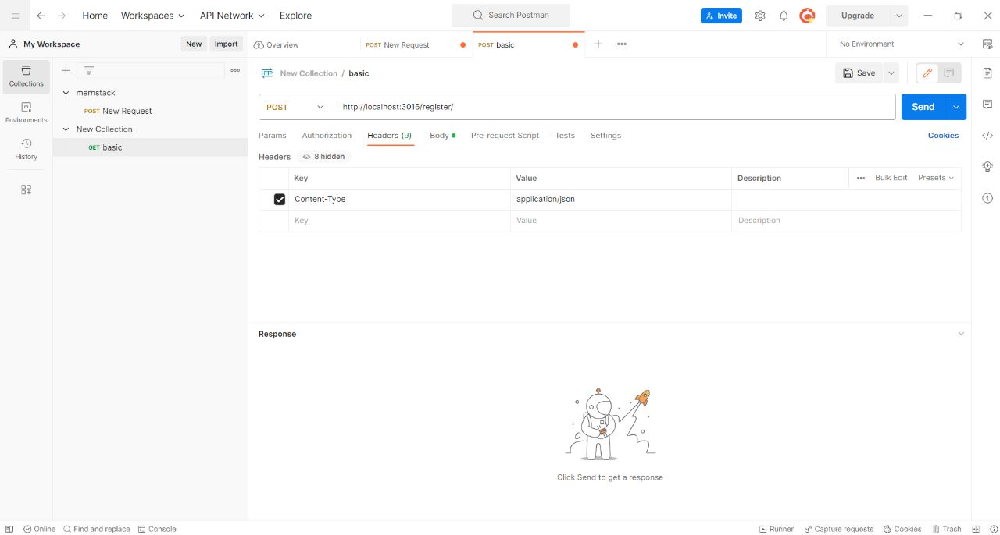 Home Workspaces API Network Explore Search Postman Invite Upgrade
My Workspace New Import Overview POST New Request POST basic No Environment
Collections
Environments
History
mernstack
POST New Request
New Collection
GET basic
HTTP New Collection / basic Save
POST http://localhost:3016/register/ Send
Params Authorization Headers (9) Body Pre-request Script Tests Settings Cookies
Headers 8 hidden
Key Value Description Bulk Edit Presets
Content-Type application/json
Key Value Description
Response
Click Send to get a response
Online Find and replace Console Runner Capture requests Cookies Trash